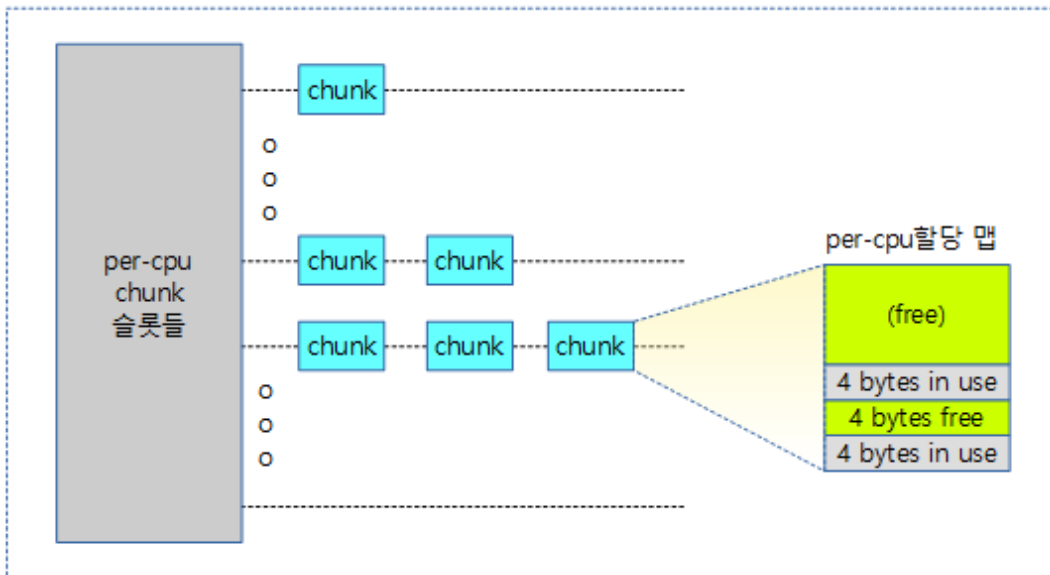 chunk
o
o
o
per-cpu할당 맵
per-cpu
chunk
슬롯들
chunk chunk
(free)
chunk chunk chunk
4 bytes in use
o
4 bytes free
o
4 bytes in use
o